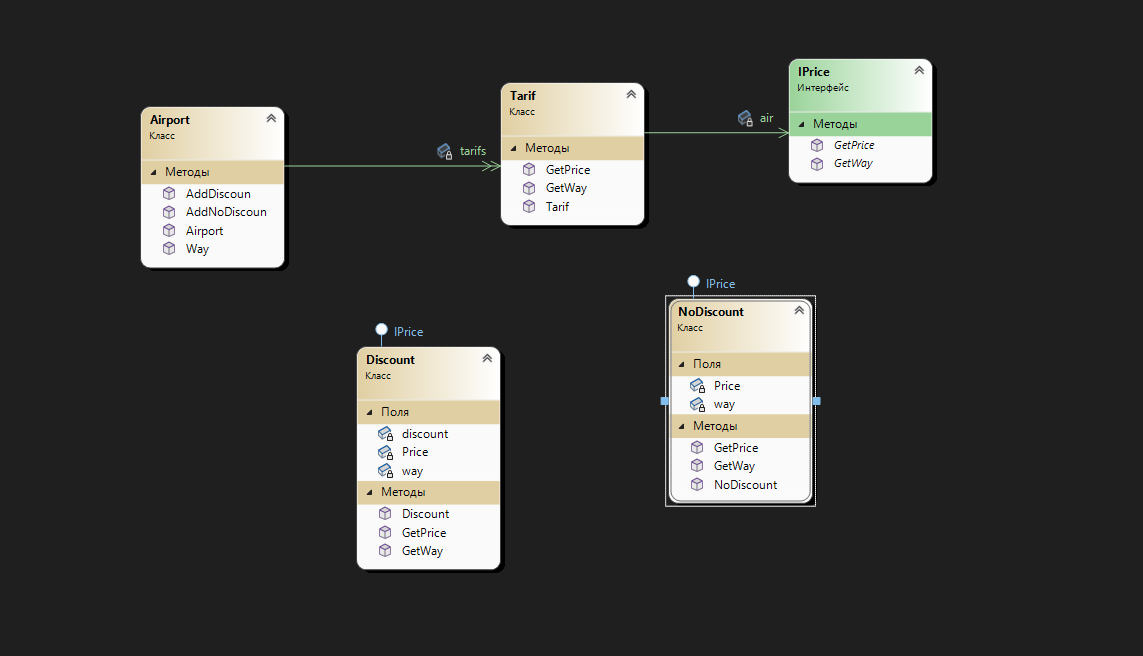 Airport
Класс
Методы
AddDiscoun
AddNoDiscoun
Airport
Way
tarifs
Tarif
Класс
Методы
GetPrice
GetWay
Tarif
air
IPrice
Интерфейс
Методы
GetPrice
GetWay
IPrice
Discount
Класс
Поля
discount
Price
way
Методы
Discount
GetPrice
GetWay
IPrice
NoDiscount
Класс
Поля
Price
way
Методы
GetPrice
GetWay
NoDiscount